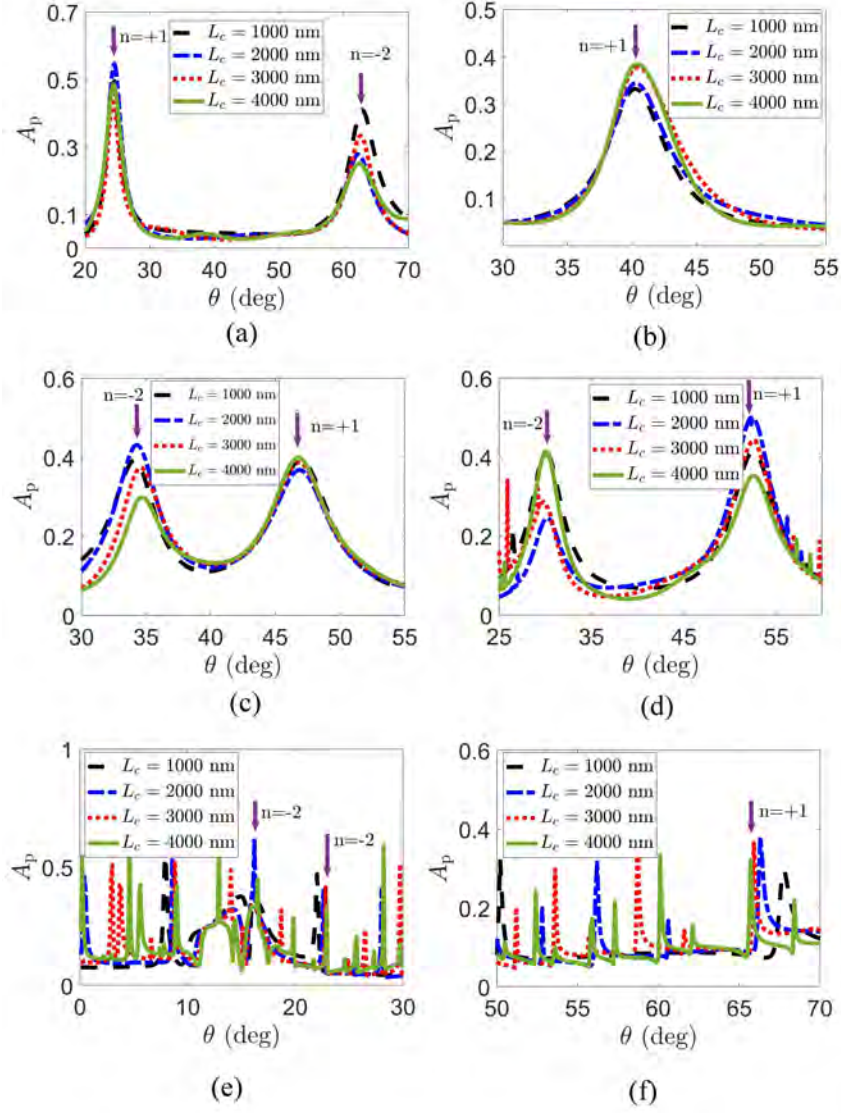 0.7
0.5
0.3
0.1
0
A_p
n=+1
n=-2
L_c = 1000 nm
L_c = 2000 nm
L_c = 3000 nm
L_c = 4000 nm
20 30 40 50 60 70
θ (deg)
(a)
0.5
0.4
0.3
0.2
0.1
A_p
n=+1
L_c = 1000 nm
L_c = 2000 nm
L_c = 3000 nm
L_c = 4000 nm
30 35 40 45 50 55
θ (deg)
(b)
0.6
0.4
0.2
0
A_p
n=-2
n=+1
L_c = 1000 nm
L_c = 2000 nm
L_c = 3000 nm
L_c = 4000 nm
30 35 40 45 50 55
θ (deg)
(c)
0.6
0.4
0.2
0
A_p
n=-2
n=+1
L_c = 1000 nm
L_c = 2000 nm
L_c = 3000 nm
L_c = 4000 nm
25 35 45 55
θ (deg)
(d)
1
0.5
0
A_p
L_c = 1000 nm
L_c = 2000 nm
L_c = 3000 nm
L_c = 4000 nm
n=-2
n=-2
0 10 20 30
θ (deg)
(e)
0.6
0.4
0.2
0
A_p
L_c = 1000 nm
L_c = 2000 nm
L_c = 3000 nm
L_c = 4000 nm
n=+1
50 55 60 65 70
θ (deg)
(f)